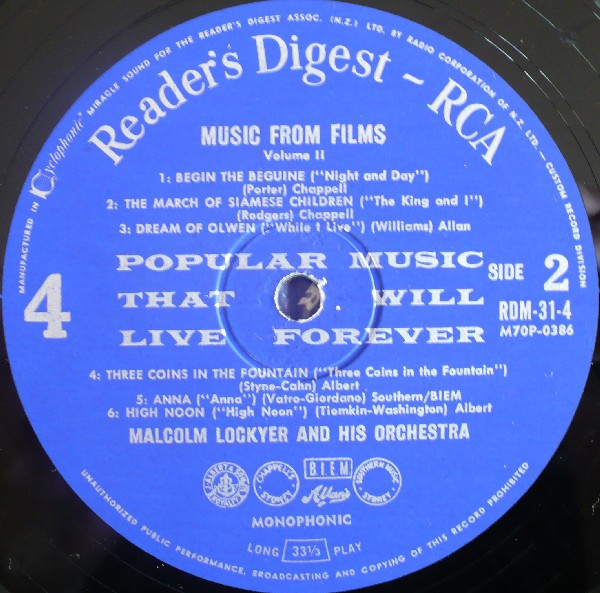 MANUFACTURED IN "Cyclophonic" MIRACLE SOUND FOR THE READER'S DIGEST ASSOC. (N.Z.) LTD. BY RADIO CORPORATION OF N.Z. LTD. — CUSTOM RECORD DIVISION
Reader's Digest – RCA
MUSIC FROM FILMS
Volume II
1: BEGIN THE BEGUINE ("Night and Day")
(Porter) Chappell
2: THE MARCH OF SIAMESE CHILDREN ("The King and I")
(Rodgers) Chappell
3: DREAM OF OLWEN ("While I Live") (Williams) Allan
POPULAR MUSIC
THAT WILL
LIVE FOREVER
4
SIDE 2
RDM-31-4
M70P-0386
4: THREE COINS IN THE FOUNTAIN ("Three Coins in the Fountain")
(Styne-Cahn) Albert
5: ANNA ("Anna") (Vatro-Giordano) Southern/BIEM
6: HIGH NOON ("High Noon") (Tiomkin-Washington) Albert
MALCOLM LOCKYER AND HIS ORCHESTRA
CHAPPELL'S SYDNEY
B.I.E.M
Allan's
SOUTHERN MUSIC SYDNEY
MONOPHONIC
LONG 33⅓ PLAY
UNAUTHORIZED PUBLIC PERFORMANCE, BROADCASTING AND COPYING OF THIS RECORD PROHIBITED